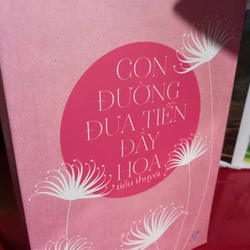 CON
ĐƯỜNG
ĐƯA TIỄN
ĐẦY
HOA
tiểu thuyết